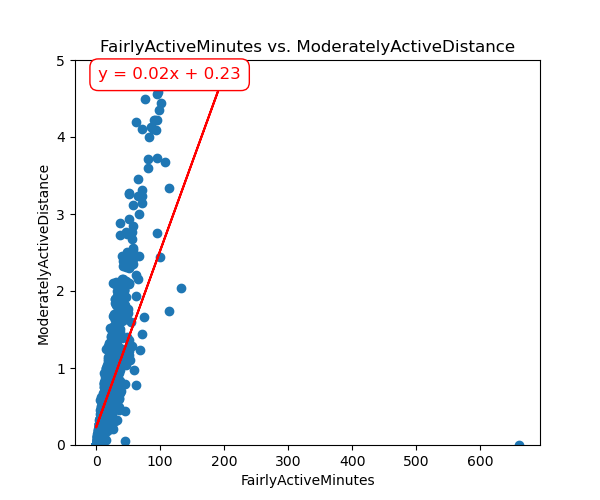 FairlyActiveMinutes vs. ModeratelyActiveDistance
y = 0.02x + 0.23
5
4
3
2
1
0
ModeratelyActiveDistance
0 100 200 300 400 500 600
FairlyActiveMinutes